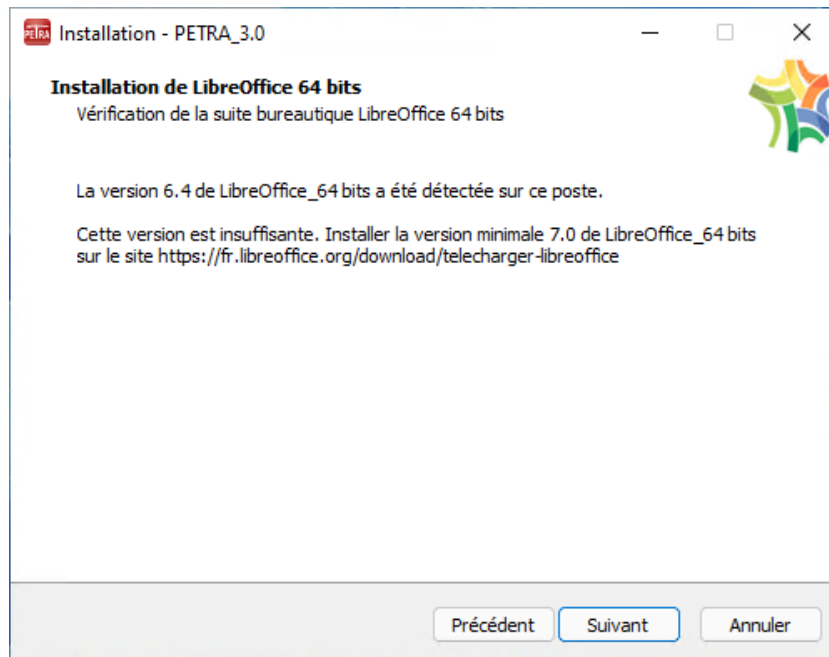 PETRA Installation - PETRA_3.0
Installation de LibreOffice 64 bits
Vérification de la suite bureautique LibreOffice 64 bits
La version 6.4 de LibreOffice_64 bits a été détectée sur ce poste.
Cette version est insuffisante. Installer la version minimale 7.0 de LibreOffice_64 bits
sur le site https://fr.libreoffice.org/download/telecharger-libreoffice
Précédent Suivant Annuler